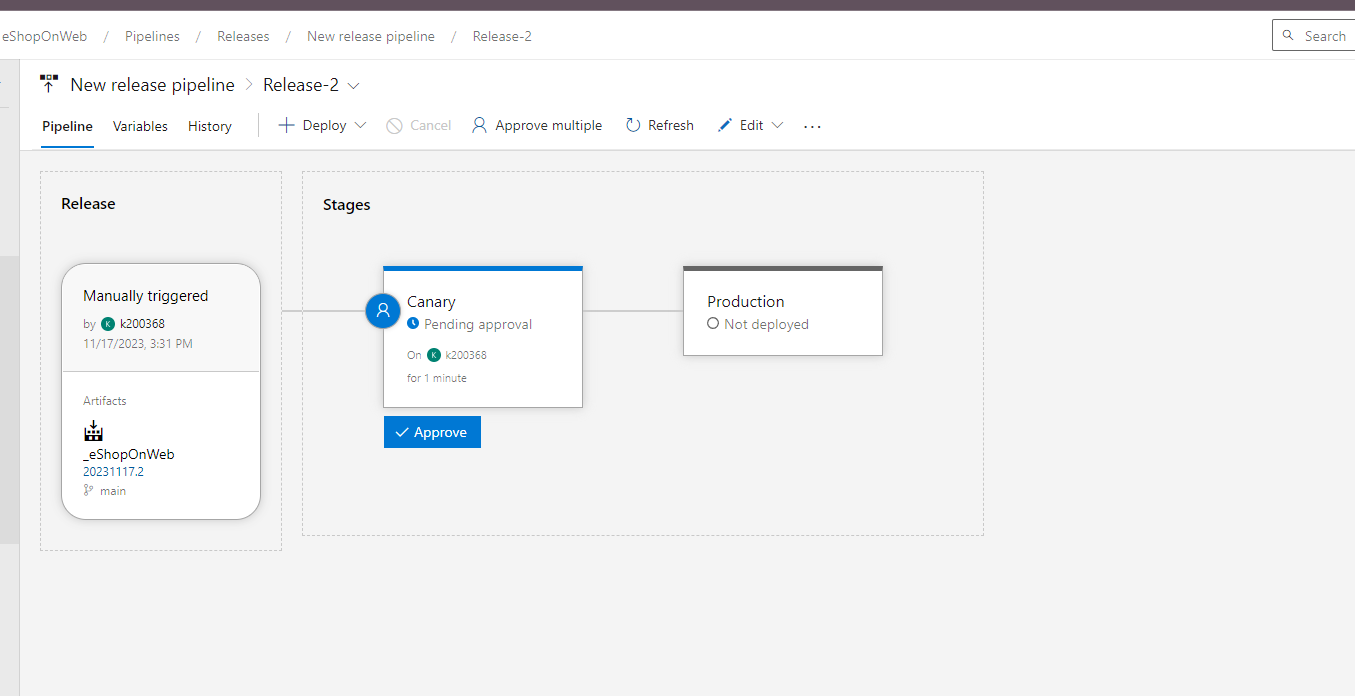 eShopOnWeb / Pipelines / Releases / New release pipeline / Release-2
Search
New release pipeline > Release-2
Pipeline Variables History Deploy Cancel Approve multiple Refresh Edit ...
Release
Manually triggered
by K k200368
11/17/2023, 3:31 PM
Artifacts
_eShopOnWeb
20231117.2
main
Stages
Canary
Pending approval
On K k200368
for 1 minute
Approve
Production
Not deployed